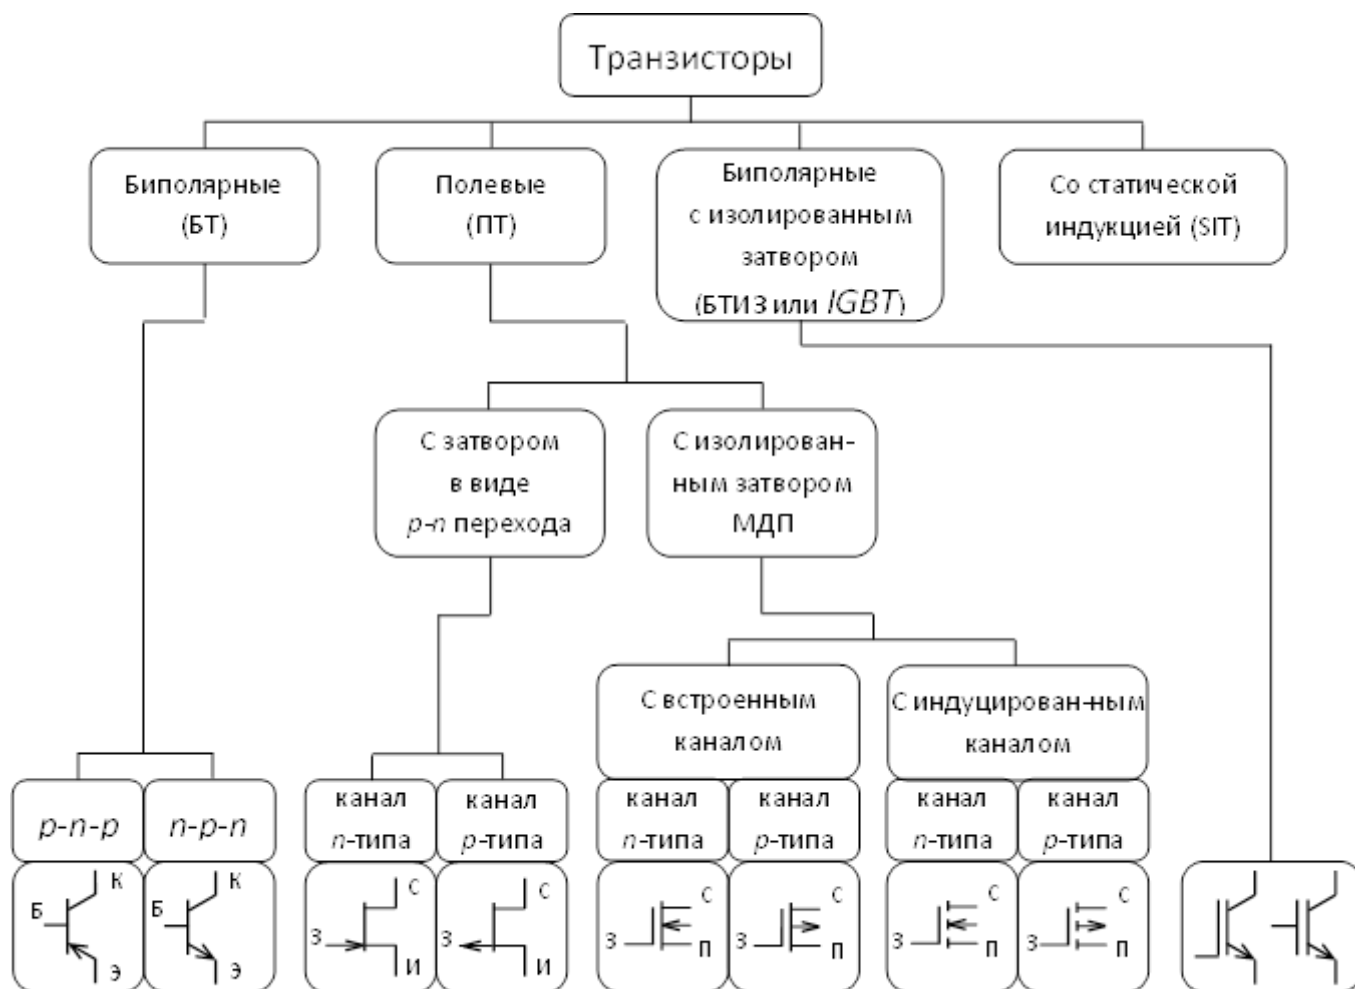 Транзисторы
Биполярные
(БТ)
Полевые
(ПТ)
Биполярные
с изолированным
затвором
(БТИЗ или IGBT)
Со статической
индукцией (SIT)
С затвором
в виде
p-n перехода
С изолирован-
ным затвором
МДП
С встроенным
каналом
С индуцирован-ным
каналом
p-n-p
n-p-n
канал
n-типа
канал
p-типа
канал
n-типа
канал
p-типа
канал
n-типа
канал
p-типа
Б
К
Э
Б
К
Э
З
С
И
З
С
И
З
С
П
З
С
П
З
С
П
З
С
П